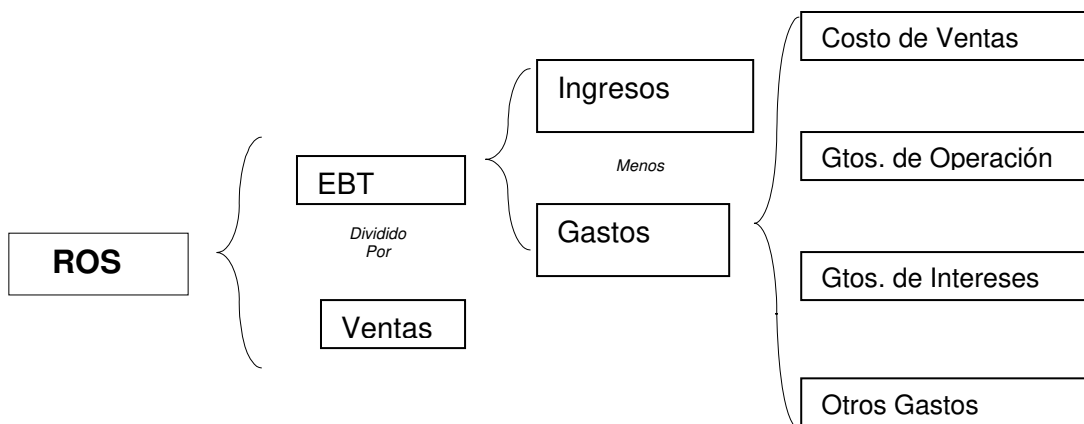 ROS
EBT
Dividido
Por
Ventas
Ingresos
Menos
Gastos
Costo de Ventas
Gtos. de Operación
Gtos. de Intereses
Otros Gastos